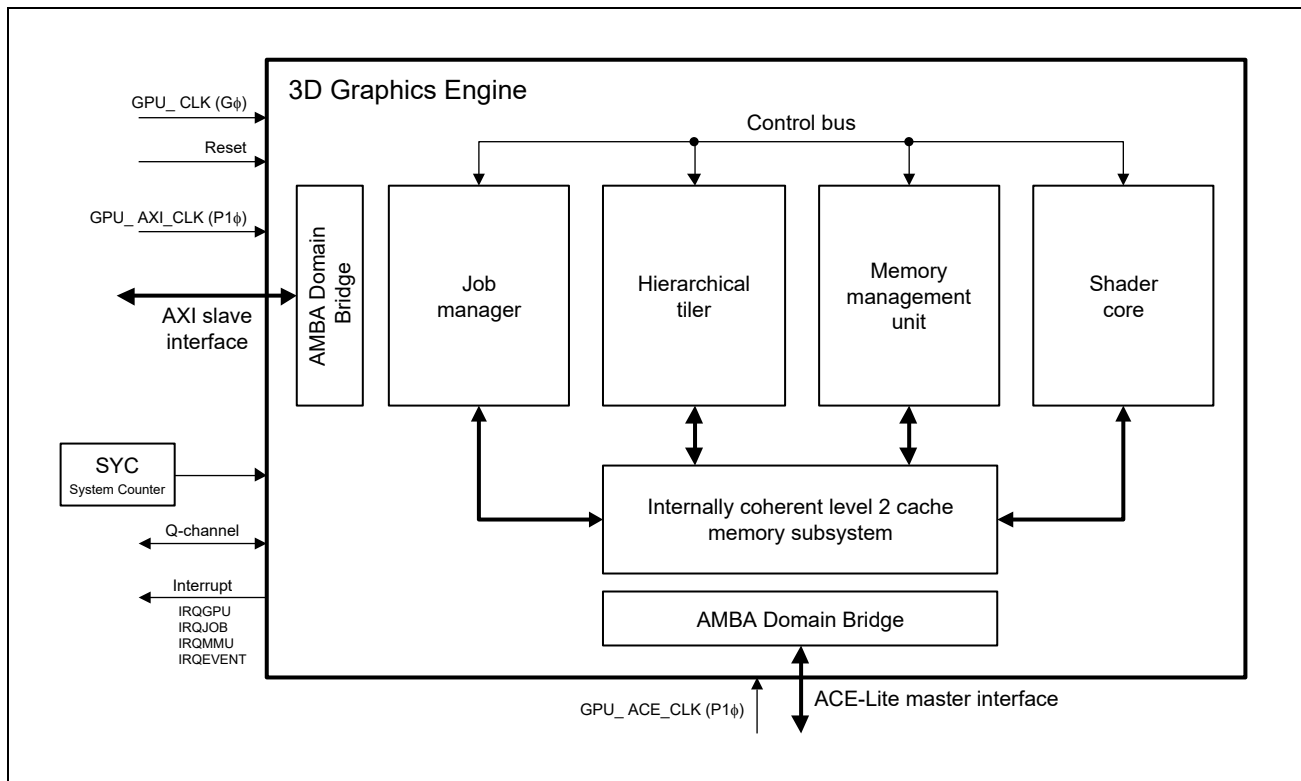 3D Graphics Engine
GPU_ CLK (Gϕ)
Reset
GPU_ AXI_CLK (P1ϕ)
AXI slave
interface
SYC
System Counter
Q-channel
Interrupt
IRQGPU
IRQJOB
IRQMMU
IRQEVENT
Control bus
AMBA Domain
Bridge
Job
manager
Hierarchical
tiler
Memory
management
unit
Shader
core
Internally coherent level 2 cache
memory subsystem
AMBA Domain Bridge
GPU_ ACE_CLK (P1ϕ)
ACE-Lite master interface